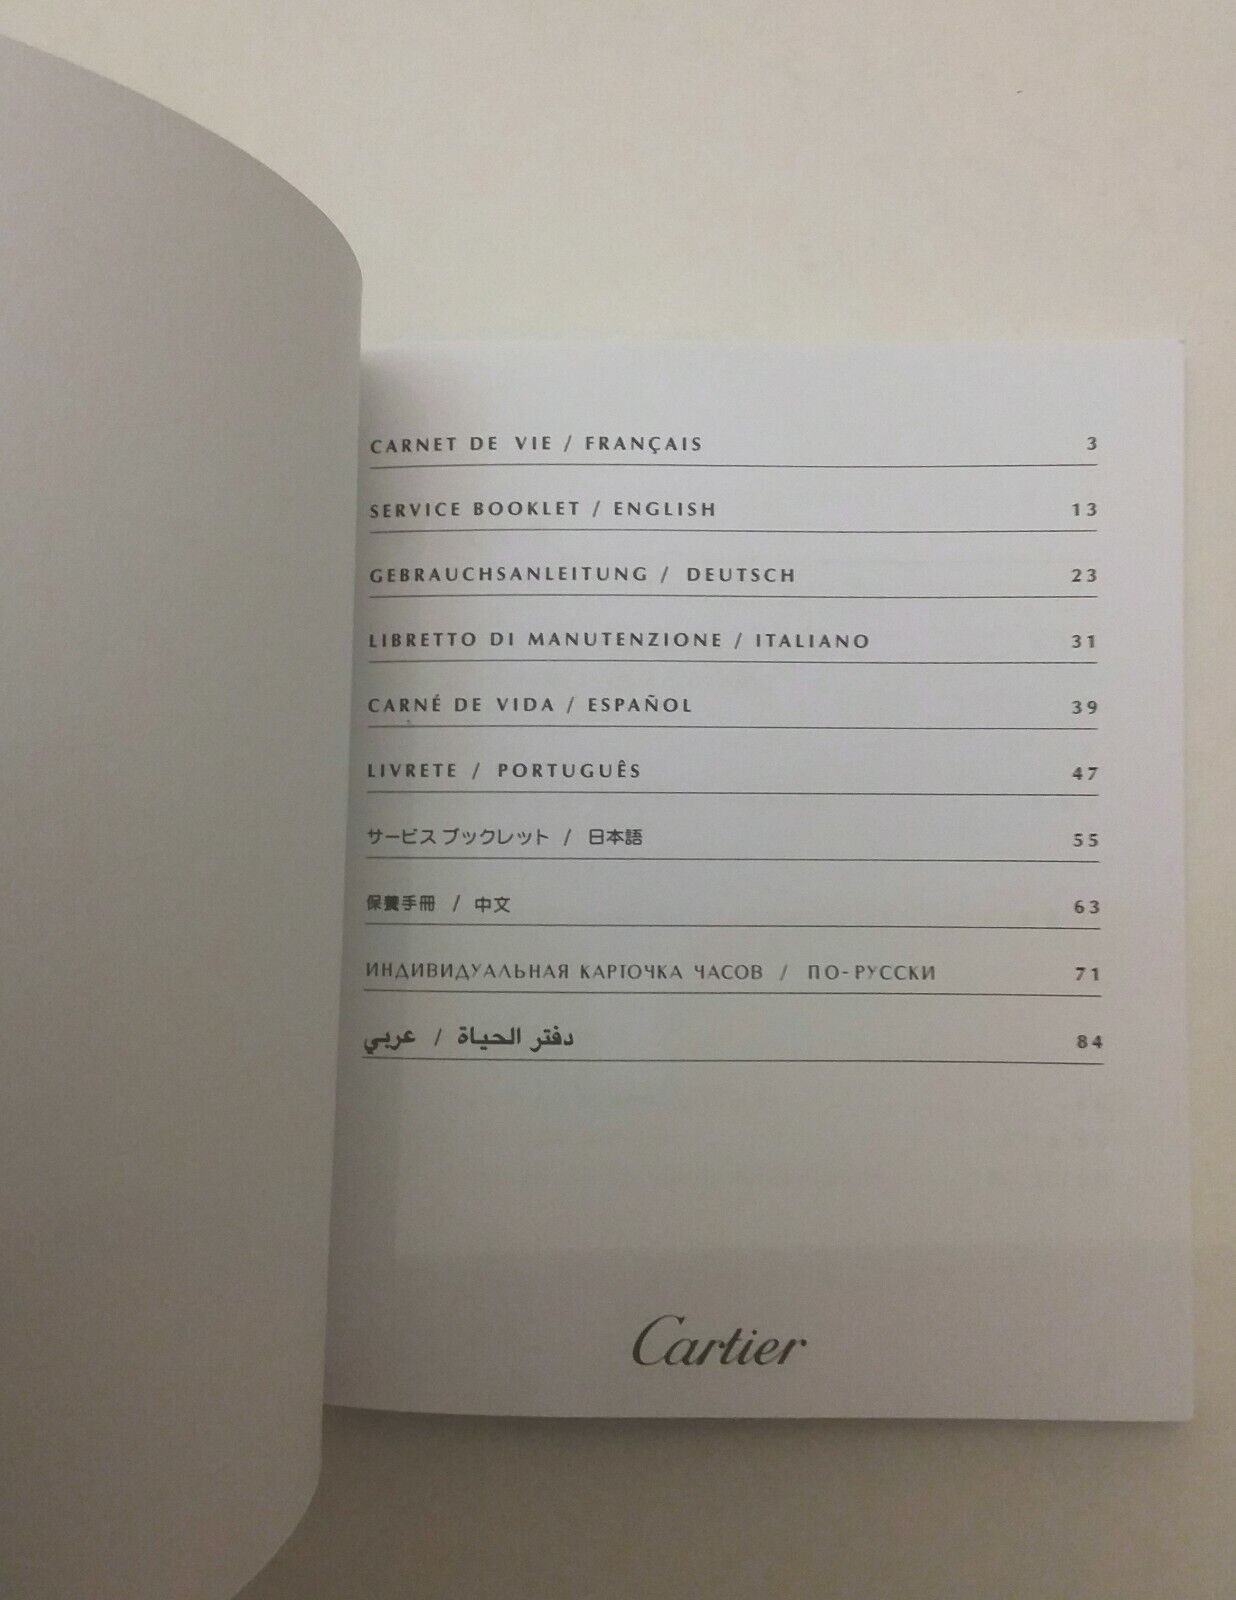 CARNET DE VIE / FRANÇAIS 3
SERVICE BOOKLET / ENGLISH 13
GEBRAUCHSANLEITUNG / DEUTSCH 23
LIBRETTO DI MANUTENZIONE / ITALIANO 31
CARNÉ DE VIDA / ESPAÑOL 39
LIVRETE / PORTUGUÊS 47
サービス ブックレット / 日本語 55
保養手冊 / 中文 63
ИНДИВИДУАЛЬНАЯ КАРТОЧКА ЧАСОВ / ПО-РУССКИ 71
دفتر الحياة / عربي 84
Cartier